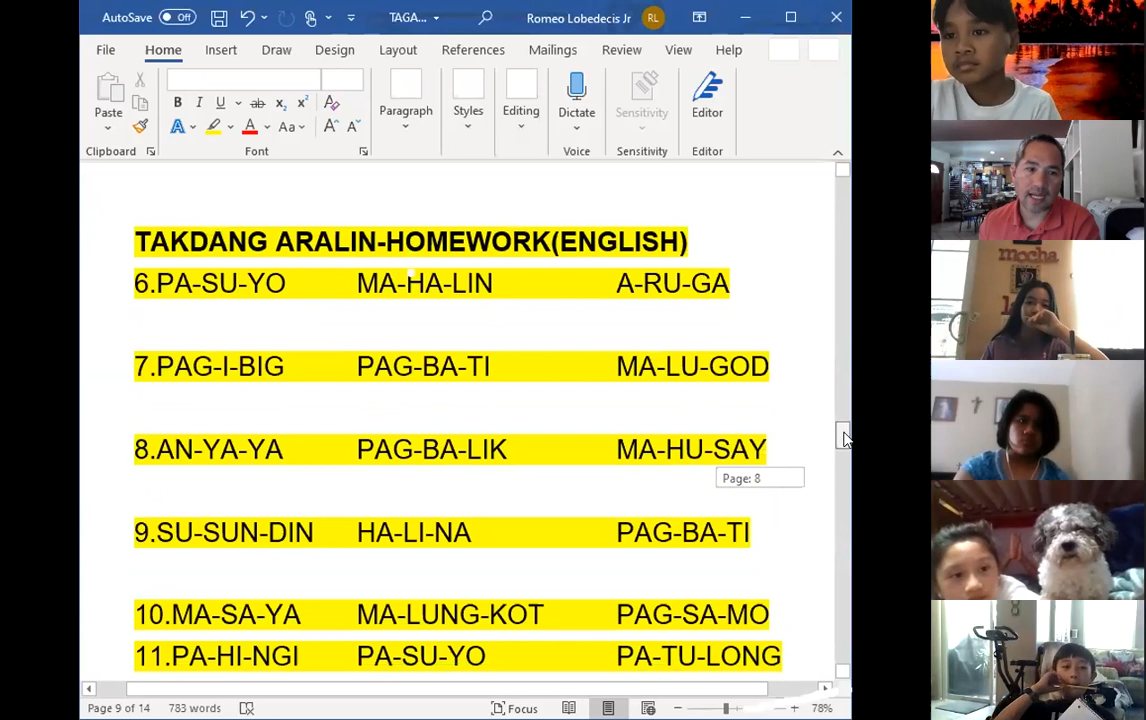 AutoSave Off TAGA... Romeo Lobedecis Jr RL
File Home Insert Draw Design Layout References Mailings Review View Help
Paste Paragraph Styles Editing Dictate Sensitivity Editor
Clipboard Font Voice Sensitivity Editor
TAKDANG ARALIN-HOMEWORK(ENGLISH)
6.PA-SU-YO MA-HA-LIN A-RU-GA
7.PAG-I-BIG PAG-BA-TI MA-LU-GOD
8.AN-YA-YA PAG-BA-LIK MA-HU-SAY
Page: 8
9.SU-SUN-DIN HA-LI-NA PAG-BA-TI
10.MA-SA-YA MA-LUNG-KOT PAG-SA-MO
11.PA-HI-NGI PA-SU-YO PA-TU-LONG
Page 9 of 14 783 words Focus 78%
mocha